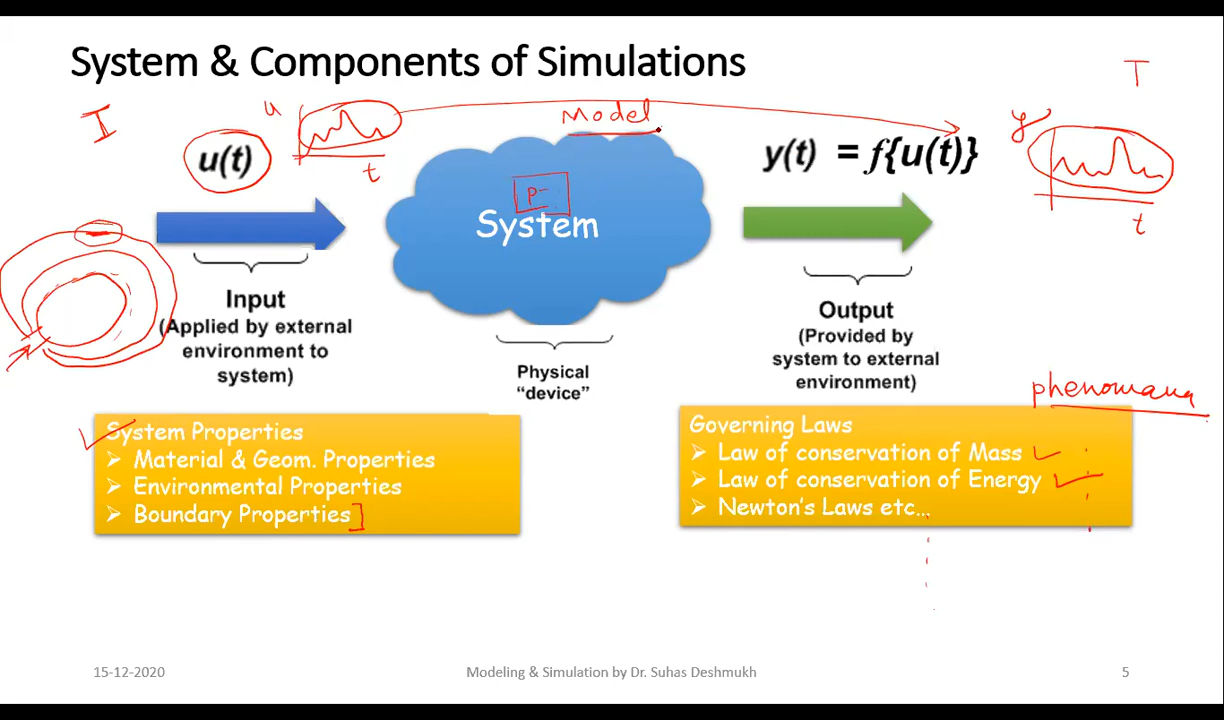 System & Components of Simulations
T
I
u
Model
y
u(t)
t
y(t) = f{u(t)}
t
P
System
Input
(Applied by external
environment to
system)
Physical
“device”
Output
(Provided by
system to external
environment)
phenomana
System Properties
Material & Geom. Properties
Environmental Properties
Boundary Properties
Governing Laws
Law of conservation of Mass
Law of conservation of Energy
Newton's Laws etc...
15-12-2020
Modeling & Simulation by Dr. Suhas Deshmukh
5